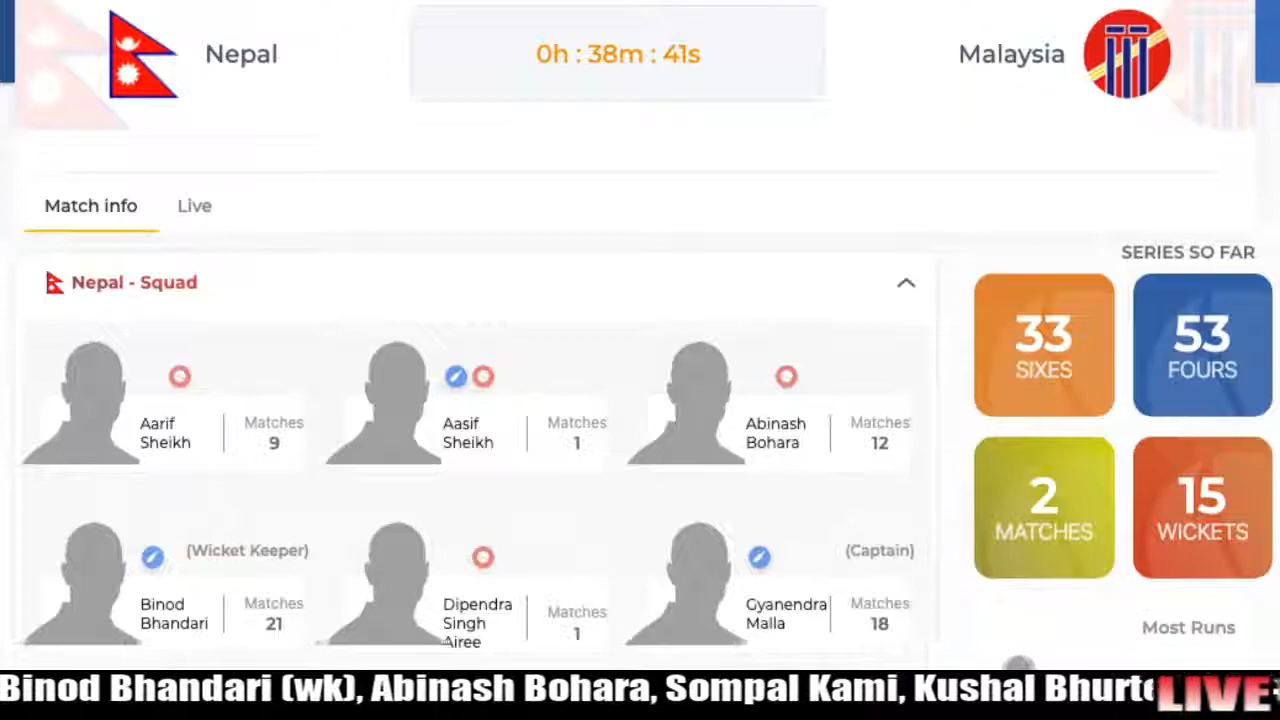 Nepal
0h : 38m : 41s
Malaysia
Match info
Live
SERIES SO FAR
Nepal - Squad
33
SIXES
53
FOURS
Aarif
Sheikh
Matches
9
Aasif
Sheikh
Matches
1
Abinash
Bohara
Matches
12
2
MATCHES
15
WICKETS
(Wicket Keeper)
Binod
Bhandari
Matches
21
Dipendra
Singh
Airee
Matches
1
(Captain)
Gyanendra
Malla
Matches
18
Most Runs
Binod Bhandari (wk), Abinash Bohara, Sompal Kami, Kushal Bhurte
LIVE